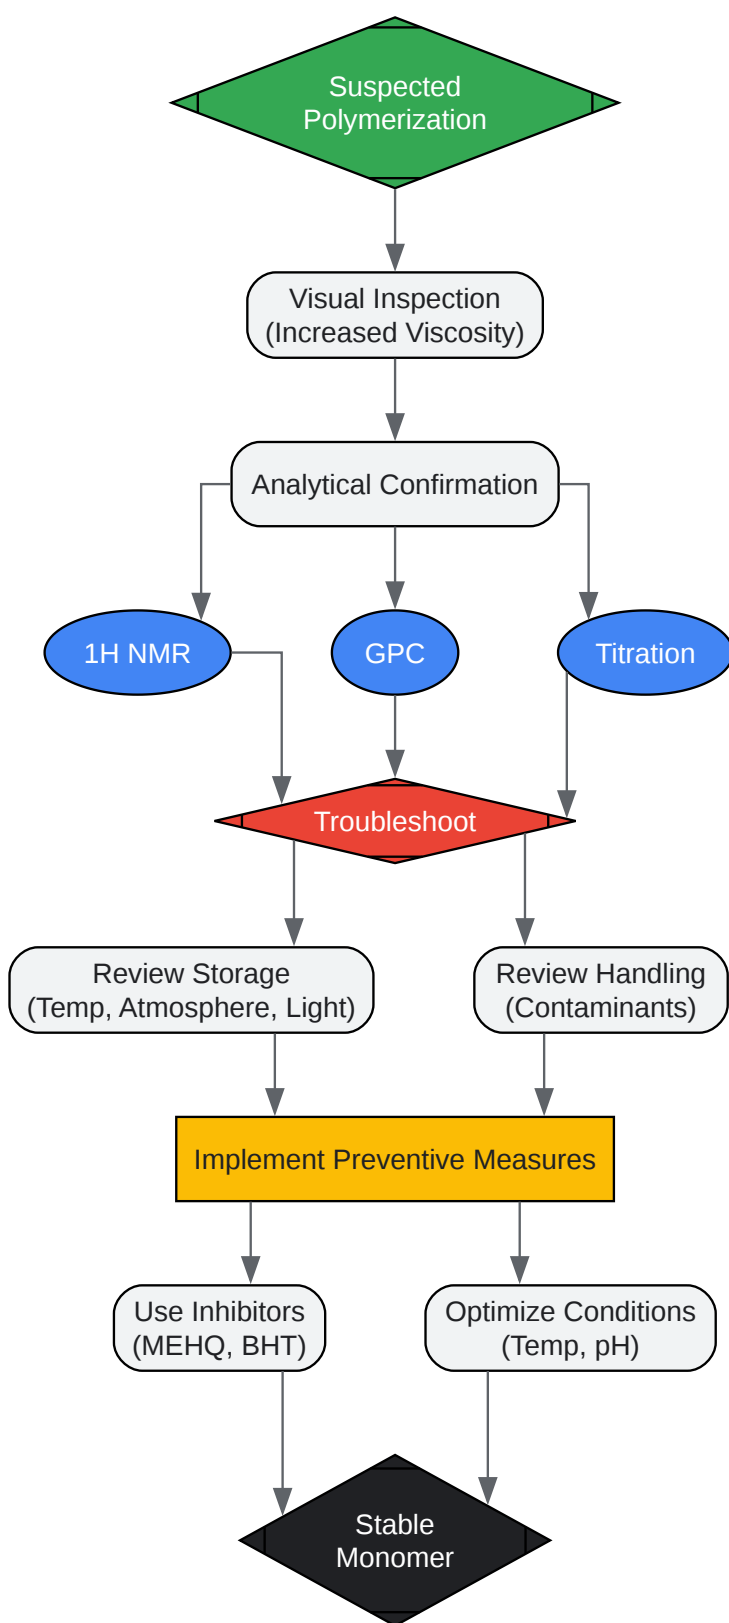 Suspected
Polymerization
Visual Inspection
(Increased Viscosity)
Analytical Confirmation
1H NMR
GPC
Titration
Troubleshoot
Review Storage
(Temp, Atmosphere, Light)
Review Handling
(Contaminants)
Implement Preventive Measures
Use Inhibitors
(MEHQ, BHT)
Optimize Conditions
(Temp, pH)
Stable
Monomer